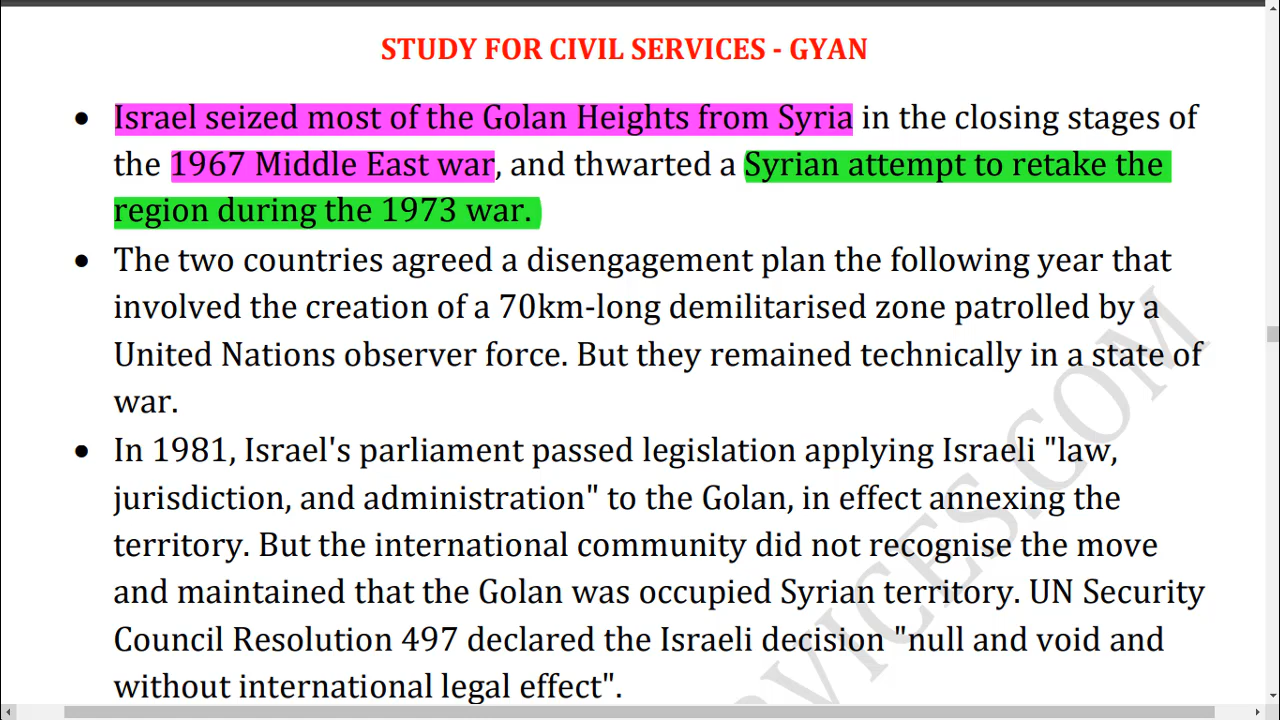 STUDY FOR CIVIL SERVICES - GYAN
• Israel seized most of the Golan Heights from Syria in the closing stages of
the 1967 Middle East war, and thwarted a Syrian attempt to retake the
region during the 1973 war.
• The two countries agreed a disengagement plan the following year that
involved the creation of a 70km-long demilitarised zone patrolled by a
United Nations observer force. But they remained technically in a state of
war.
• In 1981, Israel's parliament passed legislation applying Israeli "law,
jurisdiction, and administration" to the Golan, in effect annexing the
territory. But the international community did not recognise the move
and maintained that the Golan was occupied Syrian territory. UN Security
Council Resolution 497 declared the Israeli decision "null and void and
without international legal effect".
RVICES.COM